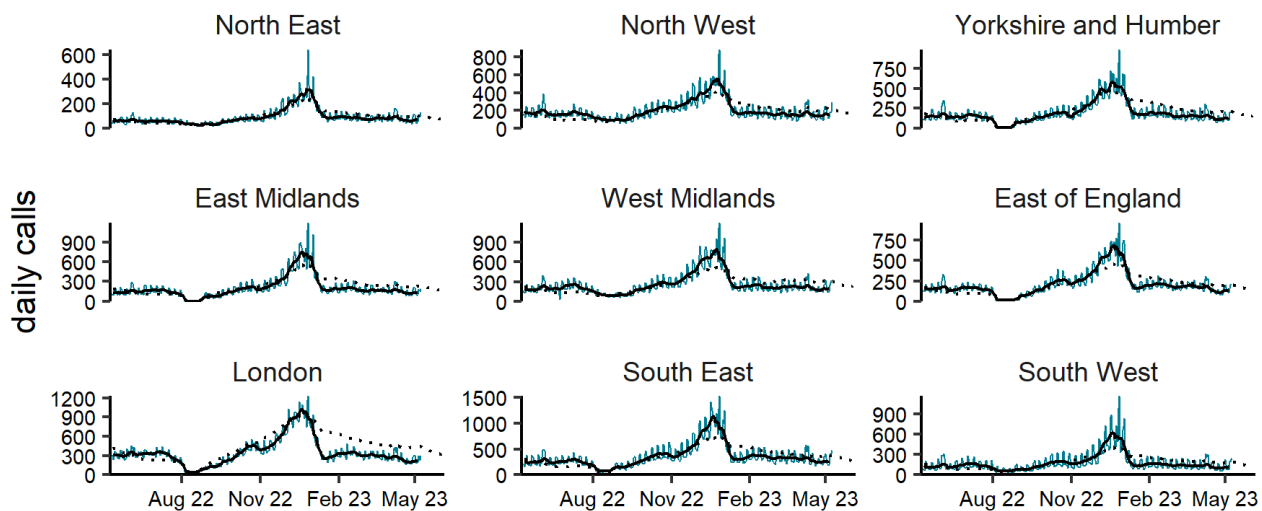 North East
North West
Yorkshire and Humber
600
400
200
0
800
600
400
200
0
750
500
250
0
East Midlands
West Midlands
East of England
daily calls
900
600
300
0
900
600
300
0
750
500
250
0
London
South East
South West
1200
900
600
300
0
1500
1000
500
0
900
600
300
0
Aug 22 Nov 22 Feb 23 May 23
Aug 22 Nov 22 Feb 23 May 23
Aug 22 Nov 22 Feb 23 May 23